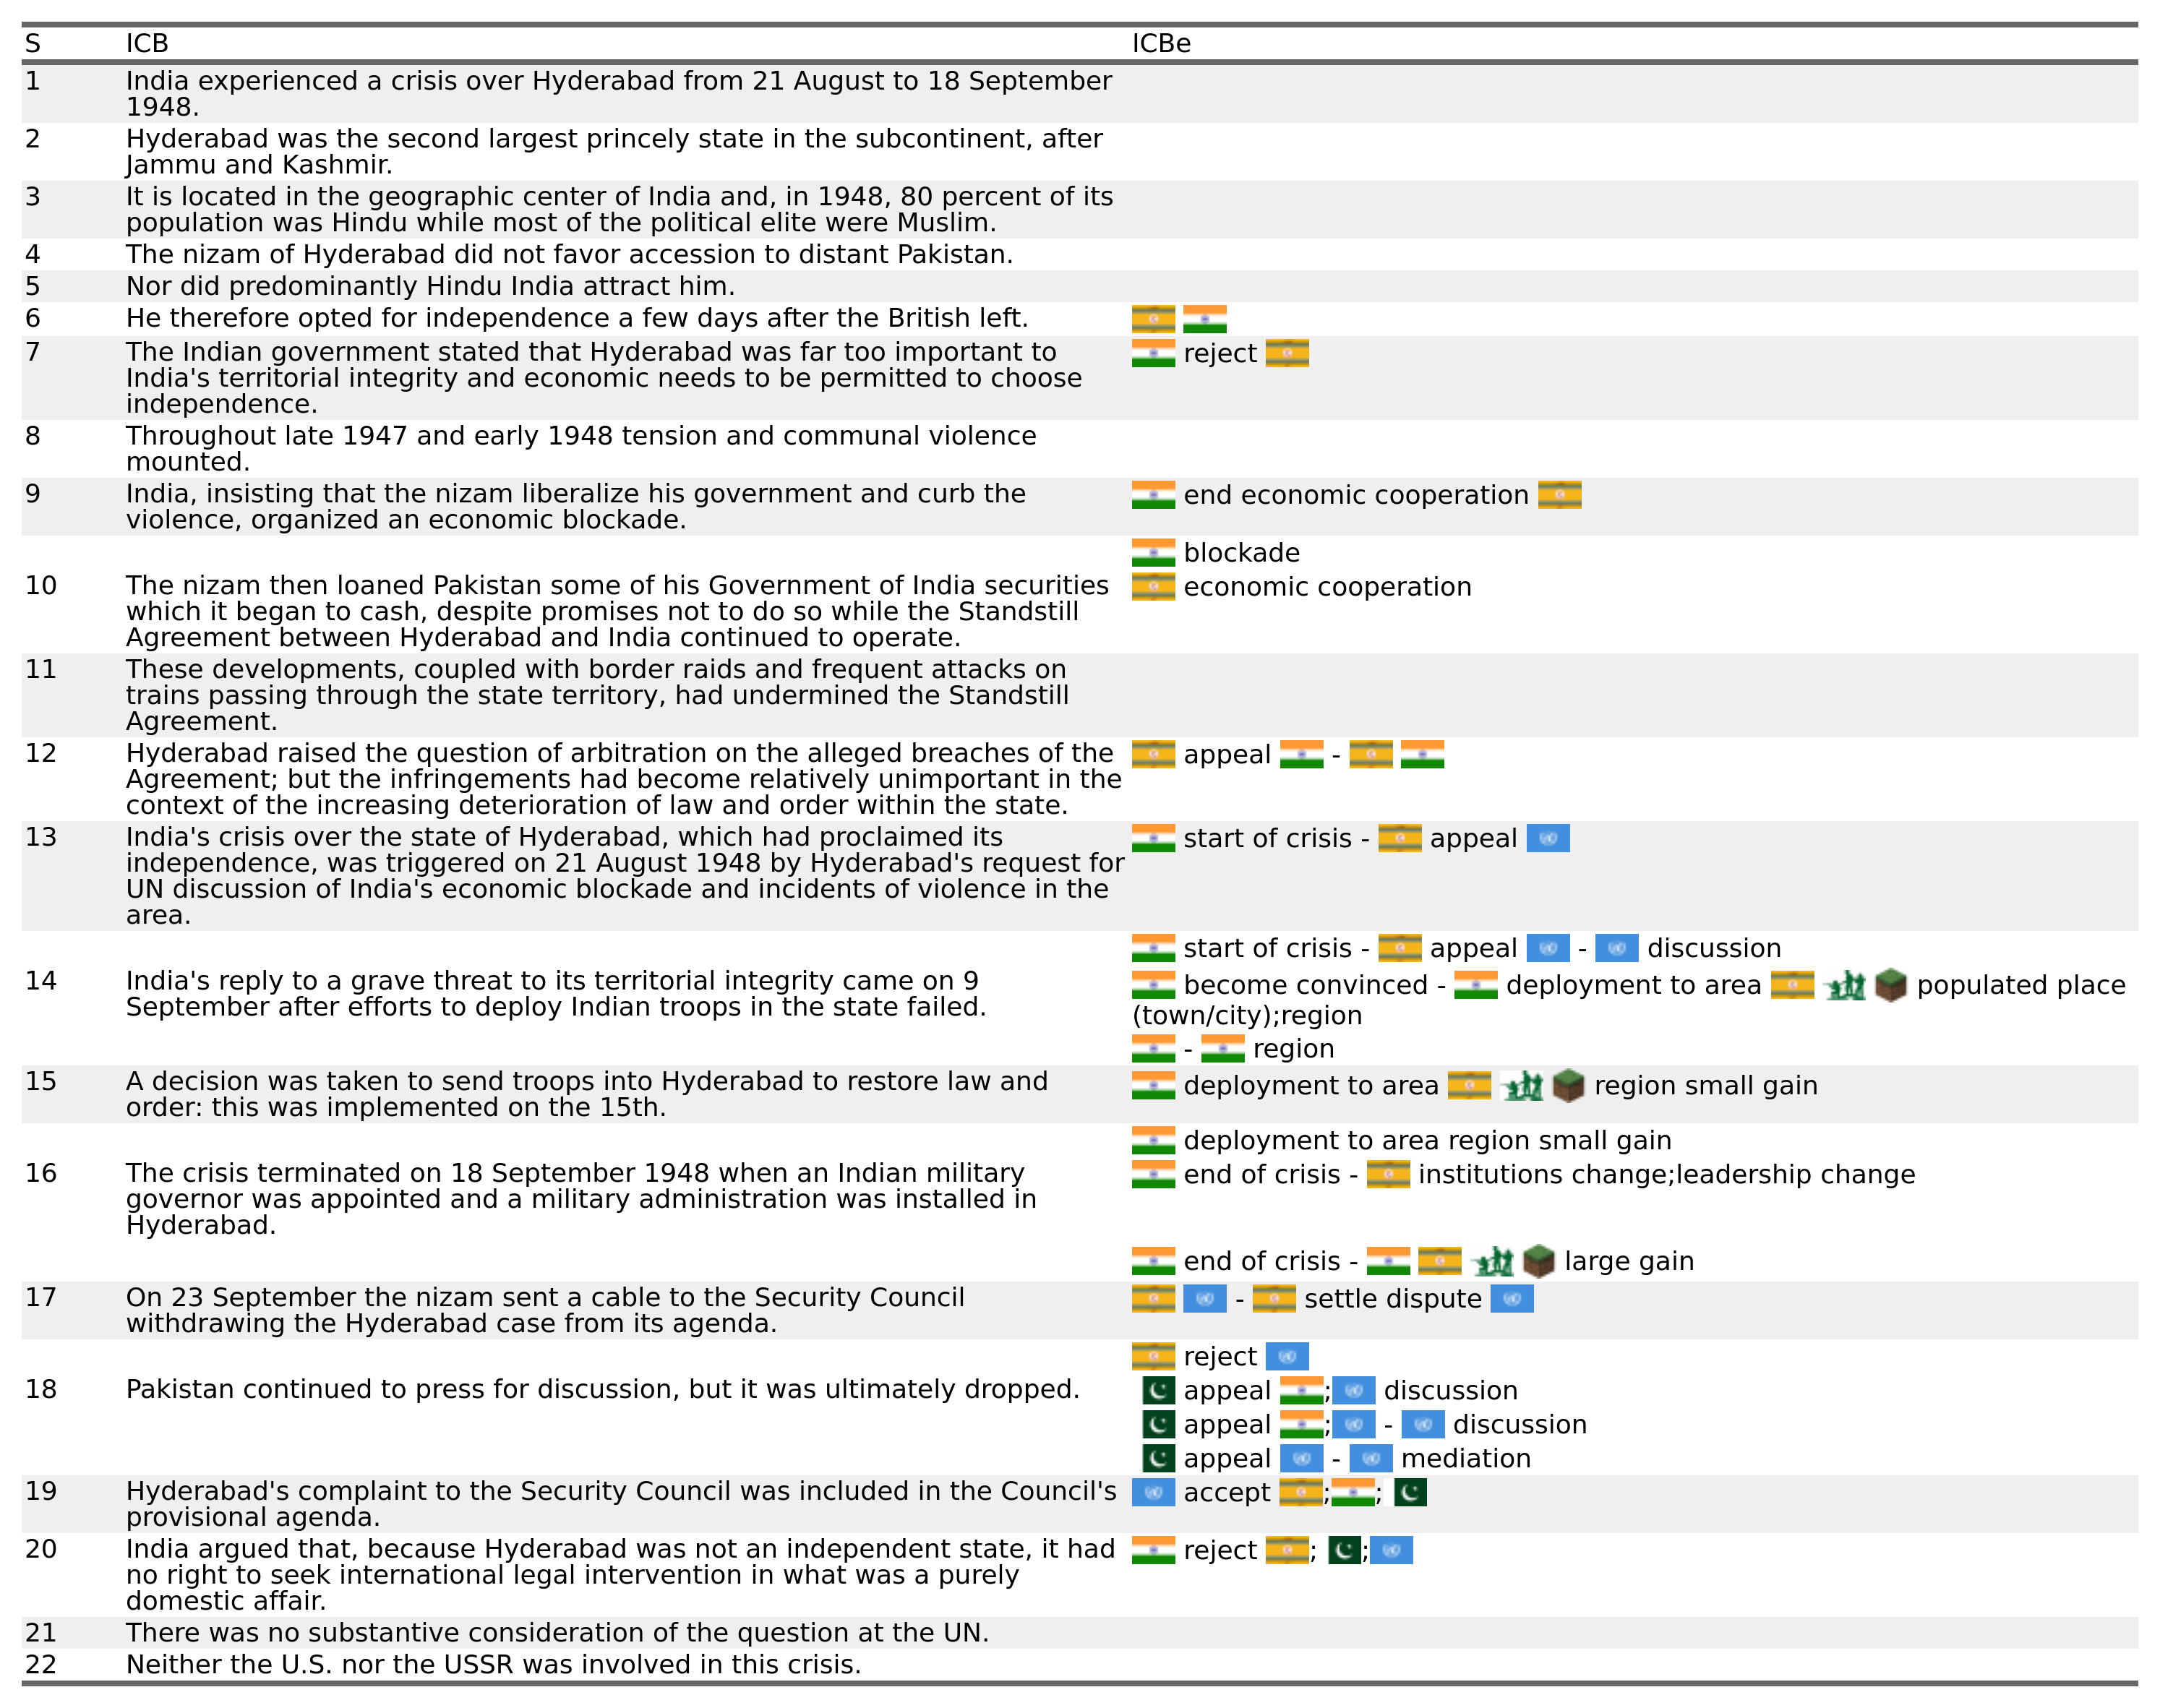 S ICB ICBe
1 India experienced a crisis over Hyderabad from 21 August to 18 September
1948.
2 Hyderabad was the second largest princely state in the subcontinent, after
Jammu and Kashmir.
3 It is located in the geographic center of India and, in 1948, 80 percent of its
population was Hindu while most of the political elite were Muslim.
4 The nizam of Hyderabad did not favor accession to distant Pakistan.
5 Nor did predominantly Hindu India attract him.
6 He therefore opted for independence a few days after the British left.
7 The Indian government stated that Hyderabad was far too important to reject
India's territorial integrity and economic needs to be permitted to choose
independence.
8 Throughout late 1947 and early 1948 tension and communal violence
mounted.
9 India, insisting that the nizam liberalize his government and curb the end economic cooperation
violence, organized an economic blockade.
blockade
10 The nizam then loaned Pakistan some of his Government of India securities economic cooperation
which it began to cash, despite promises not to do so while the Standstill
Agreement between Hyderabad and India continued to operate.
11 These developments, coupled with border raids and frequent attacks on
trains passing through the state territory, had undermined the Standstill
Agreement.
12 Hyderabad raised the question of arbitration on the alleged breaches of the appeal -
Agreement; but the infringements had become relatively unimportant in the
context of the increasing deterioration of law and order within the state.
13 India's crisis over the state of Hyderabad, which had proclaimed its start of crisis - appeal
independence, was triggered on 21 August 1948 by Hyderabad's request for
UN discussion of India's economic blockade and incidents of violence in the
area.
start of crisis - appeal - discussion
14 India's reply to a grave threat to its territorial integrity came on 9 become convinced - deployment to area populated place
September after efforts to deploy Indian troops in the state failed. (town/city);region
- region
15 A decision was taken to send troops into Hyderabad to restore law and deployment to area region small gain
order: this was implemented on the 15th.
deployment to area region small gain
16 The crisis terminated on 18 September 1948 when an Indian military end of crisis - institutions change;leadership change
governor was appointed and a military administration was installed in
Hyderabad.
end of crisis - large gain
17 On 23 September the nizam sent a cable to the Security Council - settle dispute
withdrawing the Hyderabad case from its agenda.
reject
18 Pakistan continued to press for discussion, but it was ultimately dropped. appeal ; discussion
appeal ; - discussion
appeal - mediation
19 Hyderabad's complaint to the Security Council was included in the Council's accept ; ;
provisional agenda.
20 India argued that, because Hyderabad was not an independent state, it had reject ; ;
no right to seek international legal intervention in what was a purely
domestic affair.
21 There was no substantive consideration of the question at the UN.
22 Neither the U.S. nor the USSR was involved in this crisis.